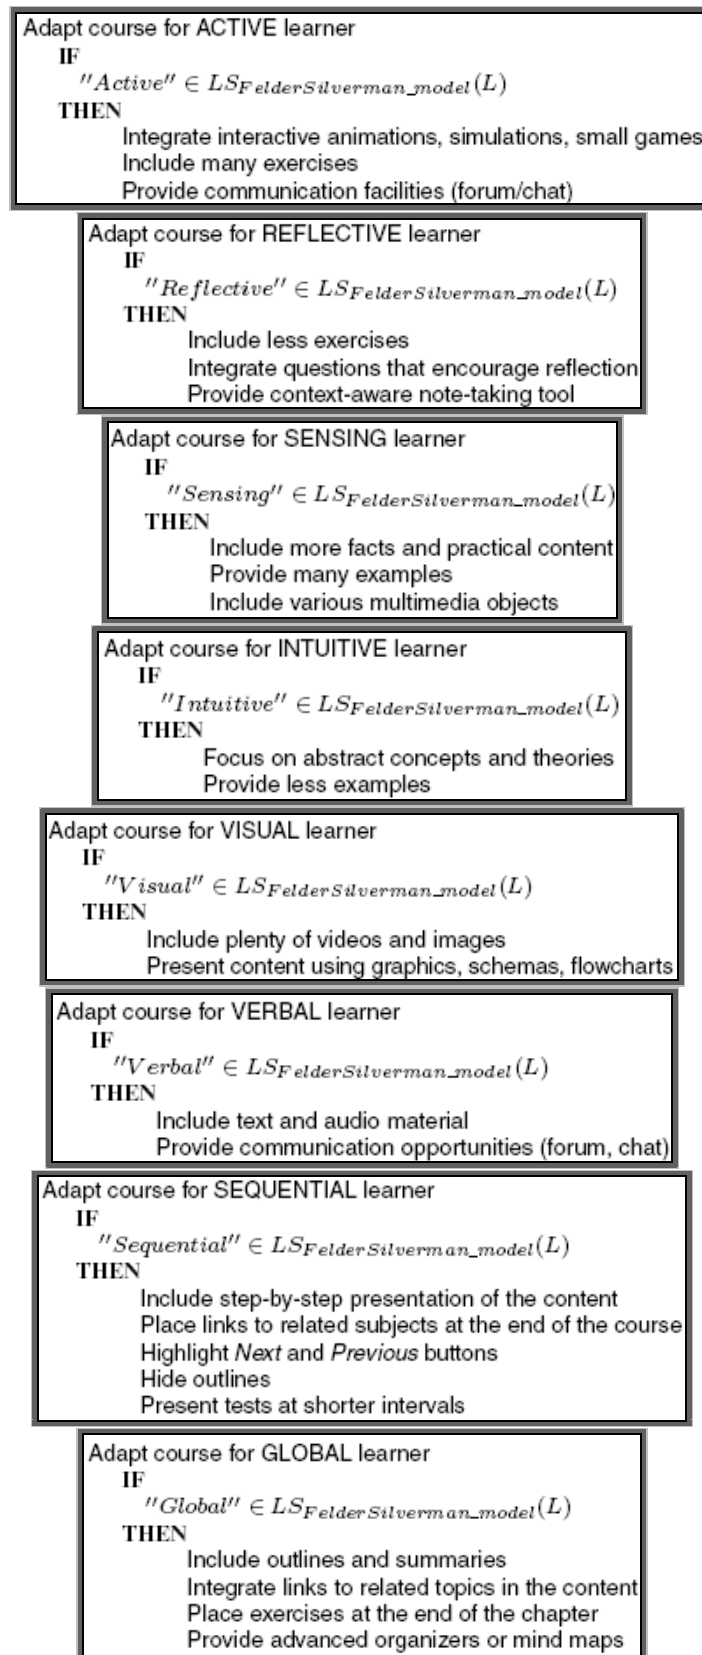 Adapt course for ACTIVE learner
IF
"Active" ∈ LS_FelderSilverman_model(L)
THEN
Integrate interactive animations, simulations, small games
Include many exercises
Provide communication facilities (forum/chat)
Adapt course for REFLECTIVE learner
IF
"Reflective" ∈ LS_FelderSilverman_model(L)
THEN
Include less exercises
Integrate questions that encourage reflection
Provide context-aware note-taking tool
Adapt course for SENSING learner
IF
"Sensing" ∈ LS_FelderSilverman_model(L)
THEN
Include more facts and practical content
Provide many examples
Include various multimedia objects
Adapt course for INTUITIVE learner
IF
"Intuitive" ∈ LS_FelderSilverman_model(L)
THEN
Focus on abstract concepts and theories
Provide less examples
Adapt course for VISUAL learner
IF
"Visual" ∈ LS_FelderSilverman_model(L)
THEN
Include plenty of videos and images
Present content using graphics, schemas, flowcharts
Adapt course for VERBAL learner
IF
"Verbal" ∈ LS_FelderSilverman_model(L)
THEN
Include text and audio material
Provide communication opportunities (forum, chat)
Adapt course for SEQUENTIAL learner
IF
"Sequential" ∈ LS_FelderSilverman_model(L)
THEN
Include step-by-step presentation of the content
Place links to related subjects at the end of the course
Highlight Next and Previous buttons
Hide outlines
Present tests at shorter intervals
Adapt course for GLOBAL learner
IF
"Global" ∈ LS_FelderSilverman_model(L)
THEN
Include outlines and summaries
Integrate links to related topics in the content
Place exercises at the end of the chapter
Provide advanced organizers or mind maps